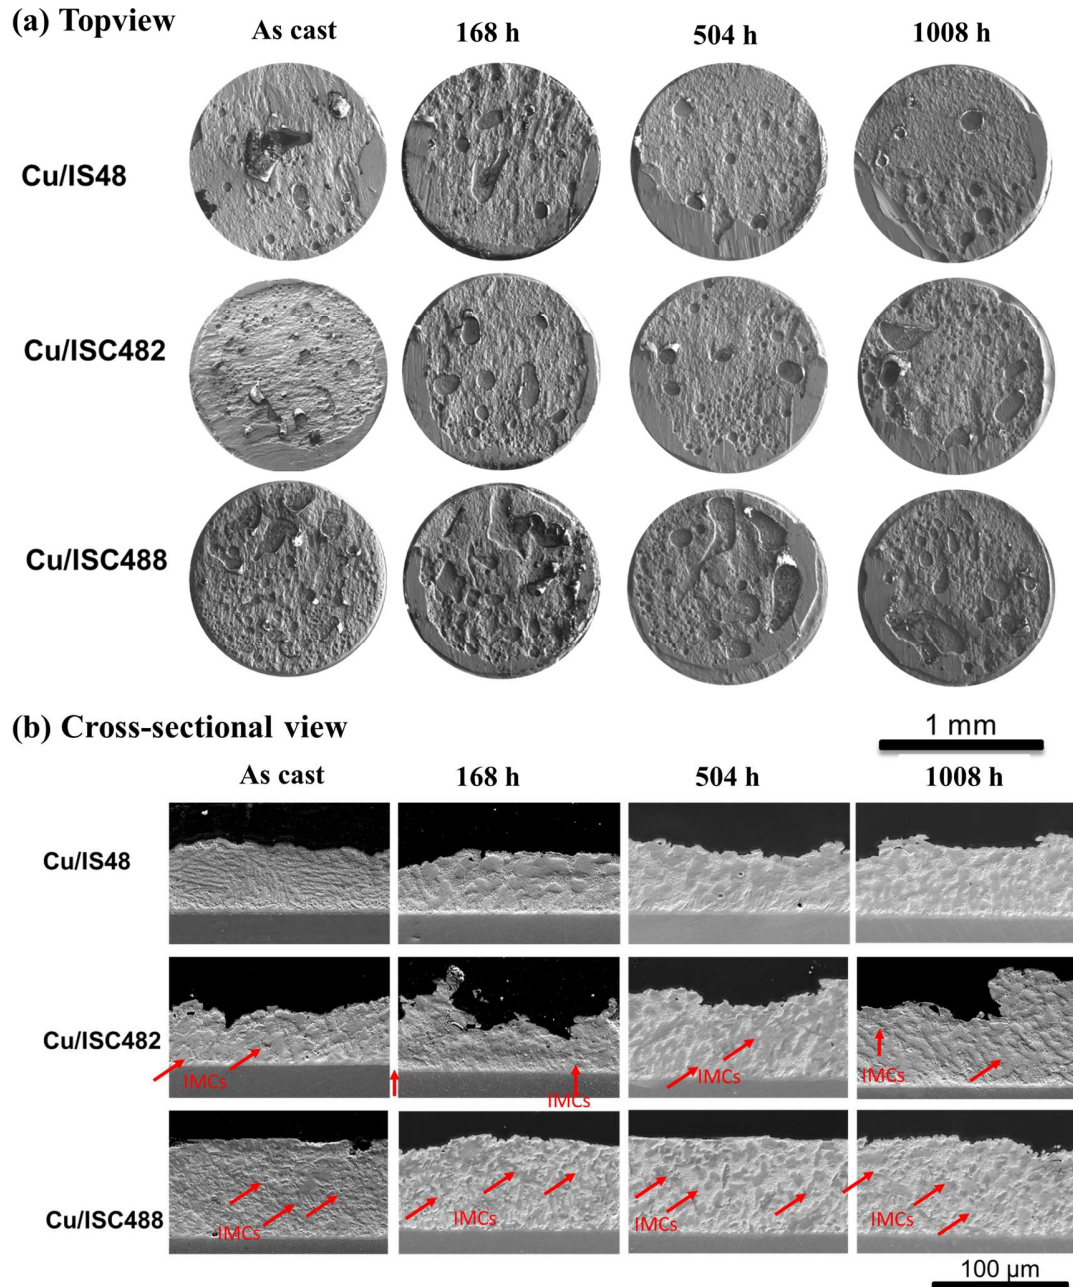 (a) Topview
As cast 168 h 504 h 1008 h
Cu/IS48
Cu/ISC482
Cu/ISC488
1 mm
(b) Cross-sectional view
As cast 168 h 504 h 1008 h
Cu/IS48
Cu/ISC482
IMCs IMCs IMCs IMCs
Cu/ISC488
IMCs IMCs IMCs IMCs
100 µm